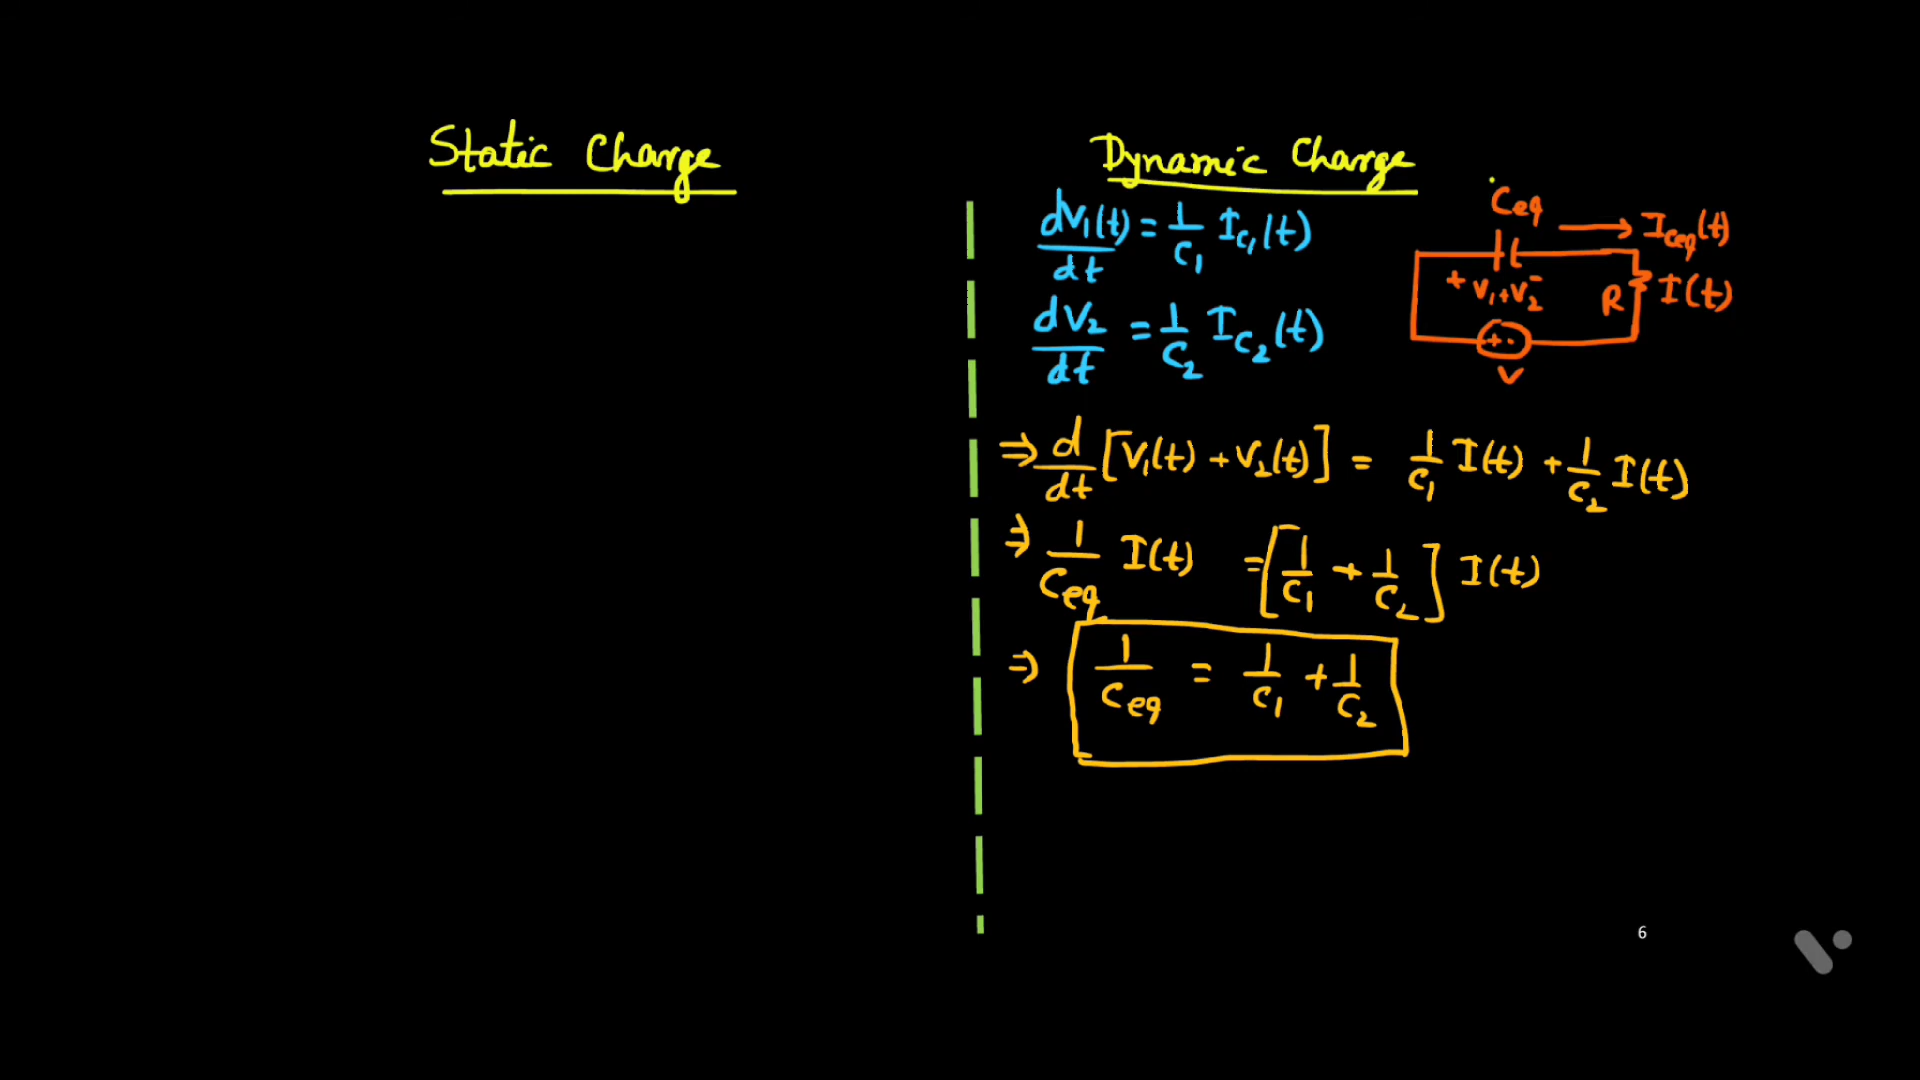 Static Charge
Dynamic Charge
dV₁(t)/dt = 1/C₁ I_C₁(t)
dV₂/dt = 1/C₂ I_C₂(t)
Ceq → I_Ceq(t)
+ V₁+V₂ -
R I(t)
+ -
V
⇒ d/dt [V₁(t) + V₂(t)] = 1/C₁ I(t) + 1/C₂ I(t)
⇒ 1/Ceq I(t) = [1/C₁ + 1/C₂] I(t)
⇒ 1/Ceq = 1/C₁ + 1/C₂
6